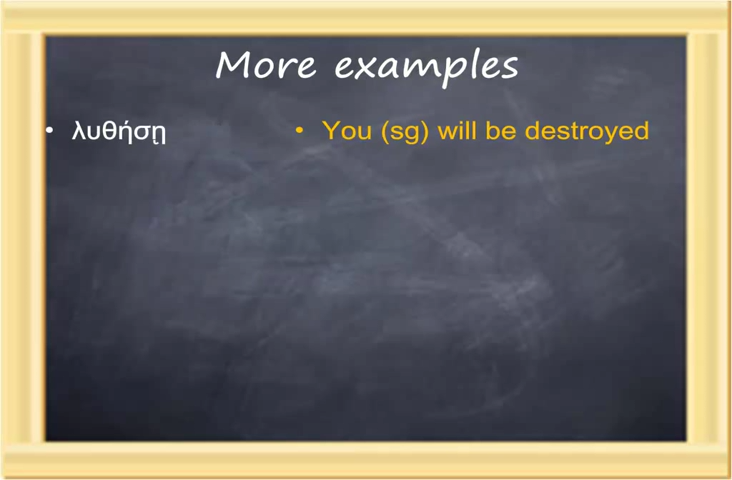 More examples
• λυθήσῃ
• You (sg) will be destroyed